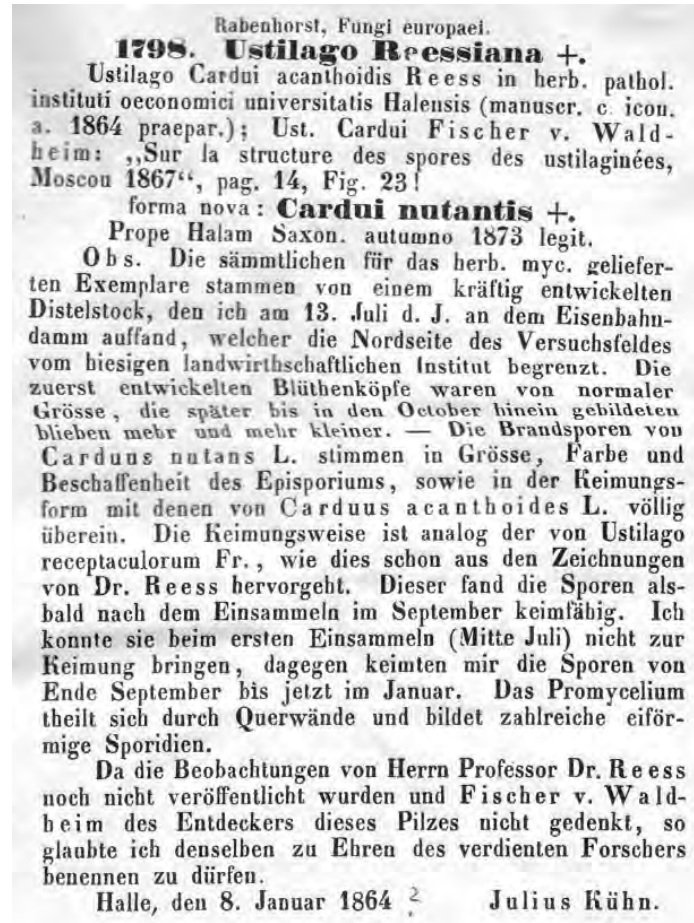 Rabenhorst, Fungi europaei.
1798. Ustilago Reessiana +.
Ustilago Cardui acanthoidis Reess in herb. pathol.
instituti oeconomici universitatis Halensis (manuscr. c. icon.
a. 1864 praepar.); Ust. Cardui Fischer v. Wald-
heim: „Sur la structure des spores des ustilaginées,
Moscou 1867“, pag. 14, Fig. 23!
forma nova: Cardui nutantis +.
Prope Halam Saxon. autumno 1873 legit.
Obs. Die sämmtlichen für das herb. myc. geliefer-
ten Exemplare stammen von einem kräftig entwickelten
Distelstock, den ich am 13. Juli d. J. an dem Eisenbahn-
damm auffand, welcher die Nordseite des Versuchsfeldes
vom hiesigen landwirthschaftlichen Institut begrenzt. Die
zuerst entwickelten Blüthenköpfe waren von normaler
Grösse, die später bis in den October hinein gebildeten
blieben mehr und mehr kleiner. — Die Brandsporen von
Carduus nutans L. stimmen in Grösse, Farbe und
Beschaffenheit des Episporiums, sowie in der Keimungs-
form mit denen von Carduus acanthoides L. völlig
überein. Die Keimungsweise ist analog der von Ustilago
receptaculorum Fr., wie dies schon aus den Zeichnungen
von Dr. Reess hervorgeht. Dieser fand die Sporen als-
bald nach dem Einsammeln im September keimfähig. Ich
konnte sie beim ersten Einsammeln (Mitte Juli) nicht zur
Keimung bringen, dagegen keimten mir die Sporen von
Ende September bis jetzt im Januar. Das Promycelium
theilt sich durch Querwände und bildet zahlreiche eiför-
mige Sporidien.
Da die Beobachtungen von Herrn Professor Dr. Reess
noch nicht veröffentlicht wurden und Fischer v. Wald-
heim des Entdeckers dieses Pilzes nicht gedenkt, so
glaubte ich denselben zu Ehren des verdienten Forschers
benennen zu dürfen.
Halle, den 8. Januar 1864 ? Julius Kühn.